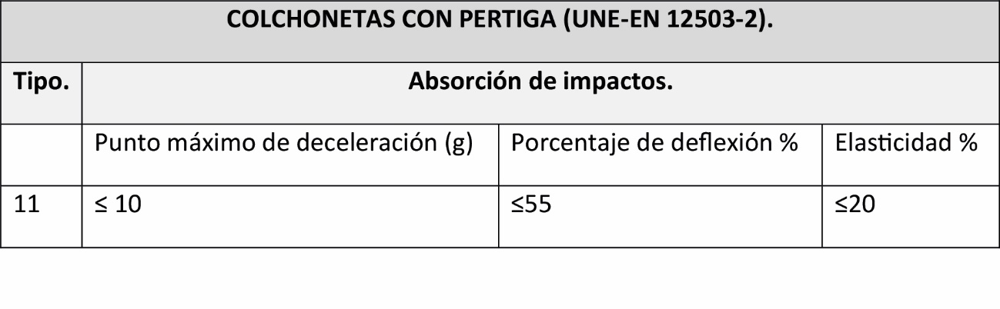 COLCHONETAS CON PERTIGA (UNE-EN 12503-2).
Tipo. Absorción de impactos.
Punto máximo de deceleración (g) Porcentaje de deflexión % Elasticidad %
11 ≤ 10 ≤55 ≤20